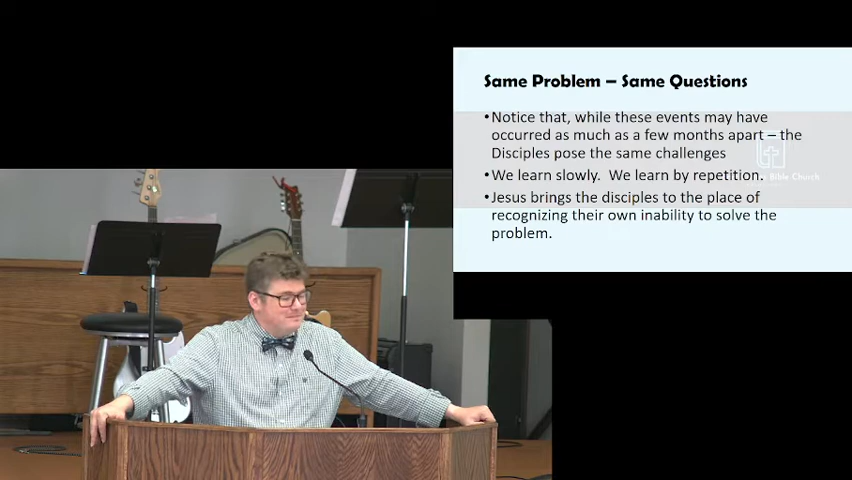 Same Problem – Same Questions
•Notice that, while these events may have
occurred as much as a few months apart – the
Disciples pose the same challenges
•We learn slowly.  We learn by repetition.
Bible Church
•Jesus brings the disciples to the place of
recognizing their own inability to solve the
problem.